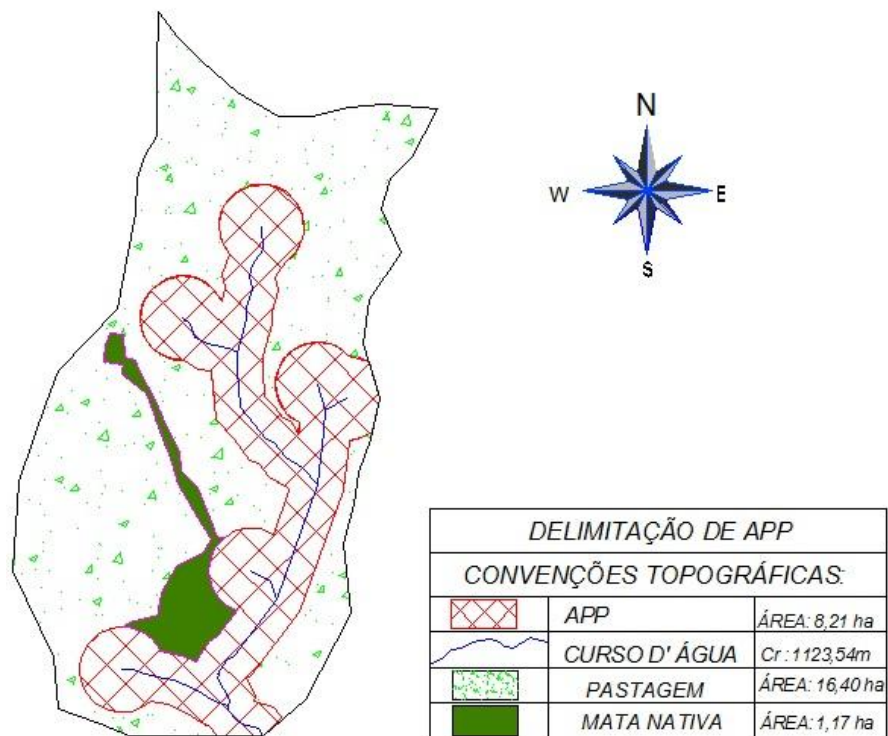 N
W E
S
DELIMITAÇÃO DE APP
CONVENÇÕES TOPOGRÁFICAS:
APP ÁREA: 8,21 ha
CURSO D' ÁGUA Cr : 1123,54m
PASTAGEM ÁREA: 16,40 ha
MATA NATIVA ÁREA: 1,17 ha